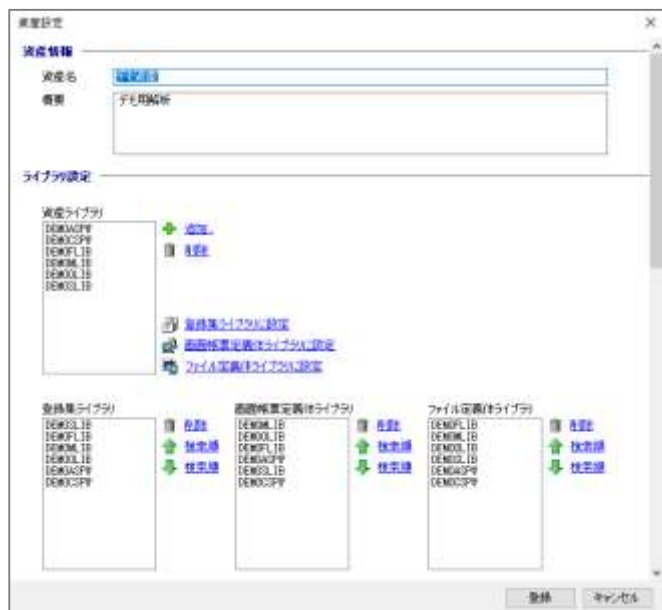 資産設定
資産情報
資産名
概要
デモ用解析
ライブラリ設定
資産ライブラリ
DEMOASPW
DEMOCSPW
DEMOFLIB
DEMOMLIB
DEMOOLIB
DEMOSLIB
追加..
削除
登録集ライブラリに設定
画面帳票定義体ライブラリに設定
ファイル定義体ライブラリに設定
登録集ライブラリ
DEMOSLIB
DEMOFLIB
DEMOMLIB
DEMOOLIB
DEMOASPW
DEMOCSPW
削除
検索順
検索順
画面帳票定義体ライブラリ
DEMOMLIB
DEMOOLIB
DEMOFLIB
DEMOASPW
DEMOSLIB
DEMOCSPW
削除
検索順
検索順
ファイル定義体ライブラリ
DEMOFLIB
DEMOMLIB
DEMOOLIB
DEMOSLIB
DEMOASPW
DEMOCSPW
削除
検索順
検索順
登録
キャンセル